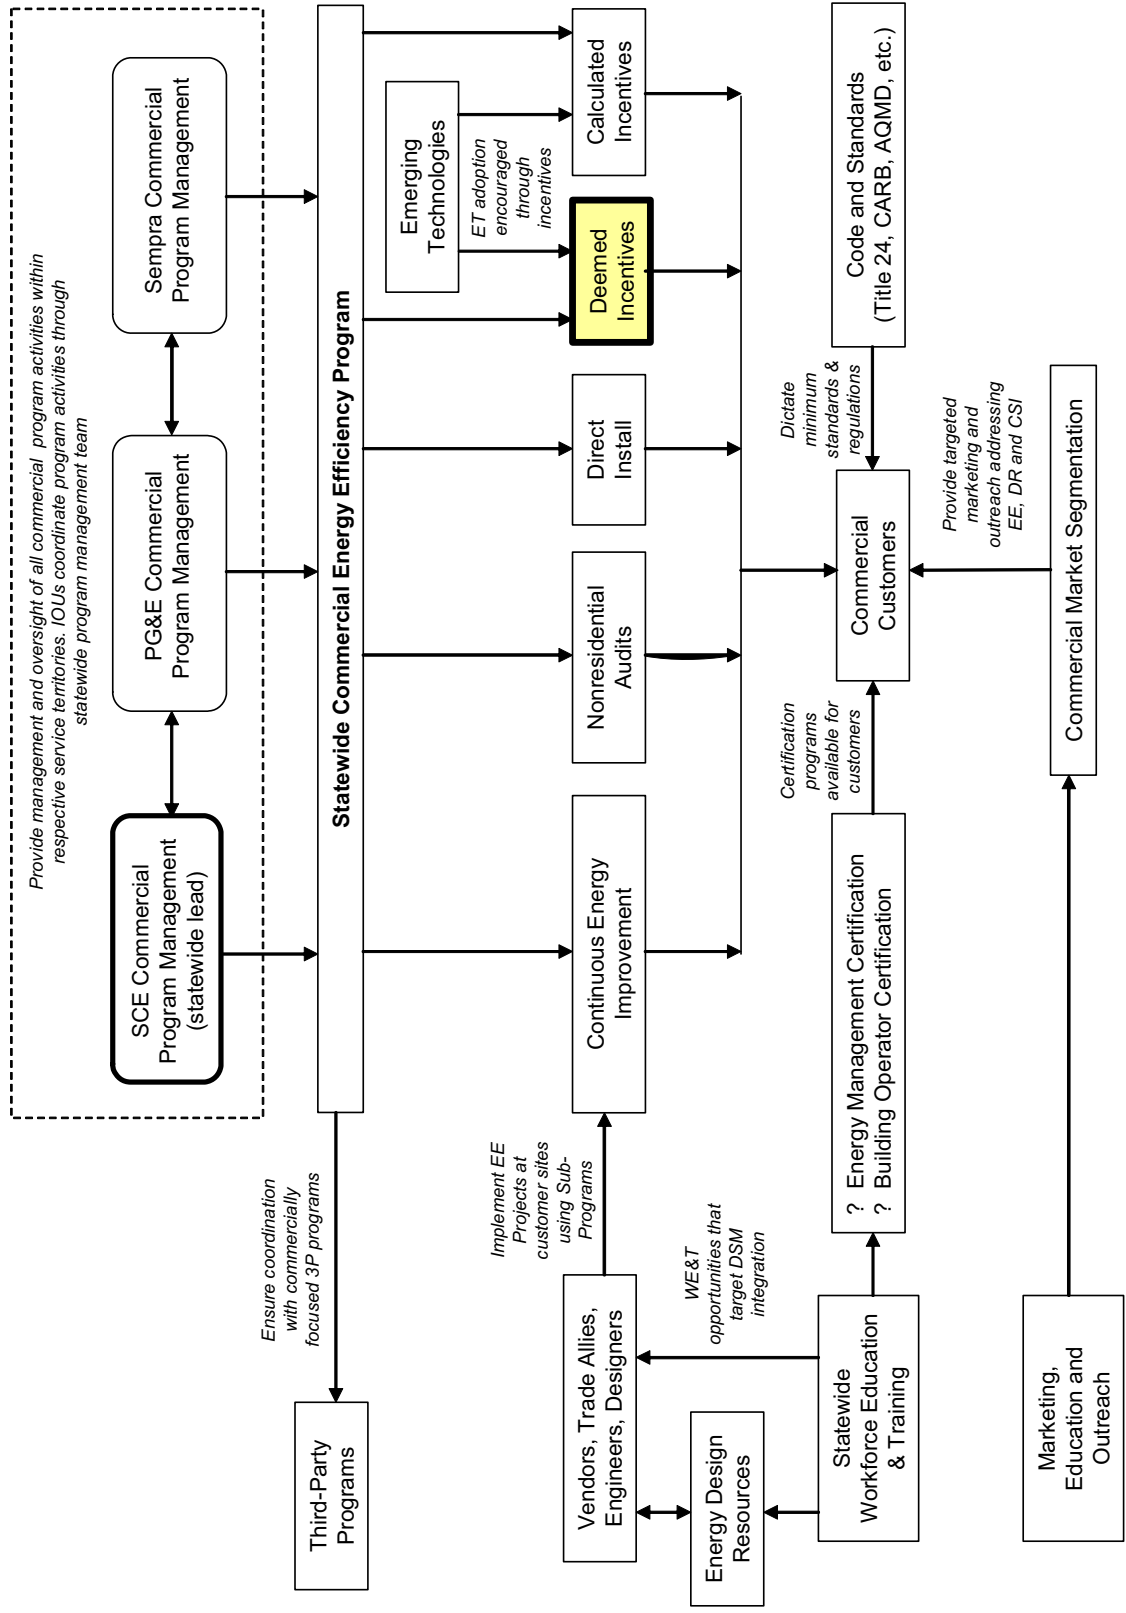 Provide management and oversight of all commercial program activities within
respective service territories. IOUs coordinate program activities through
statewide program management team
SCE Commercial
Program Management
(statewide lead)
PG&E Commercial
Program Management
Sempra Commercial
Program Management
Statewide Commercial Energy Efficiency Program
Ensure coordination
with commercially
focused 3P programs
Third-Party
Programs
Emerging
Technologies
ET adoption
encouraged
through
incentives
Continuous Energy
Improvement
Nonresidential
Audits
Direct
Install
Deemed
Incentives
Calculated
Incentives
Implement EE
Projects at
customer sites
using Sub-
Programs
Vendors, Trade Allies,
Engineers, Designers
WE&T
opportunities that
target DSM
integration
Energy Design
Resources
Statewide
Workforce Education
& Training
? Energy Management Certification
? Building Operator Certification
Certification
programs
available for
customers
Commercial
Customers
Dictate
minimum
standards &
regulations
Code and Standards
(Title 24, CARB, AQMD, etc.)
Provide targeted
marketing and
outreach addressing
EE, DR and CSI
Marketing,
Education and
Outreach
Commercial Market Segmentation